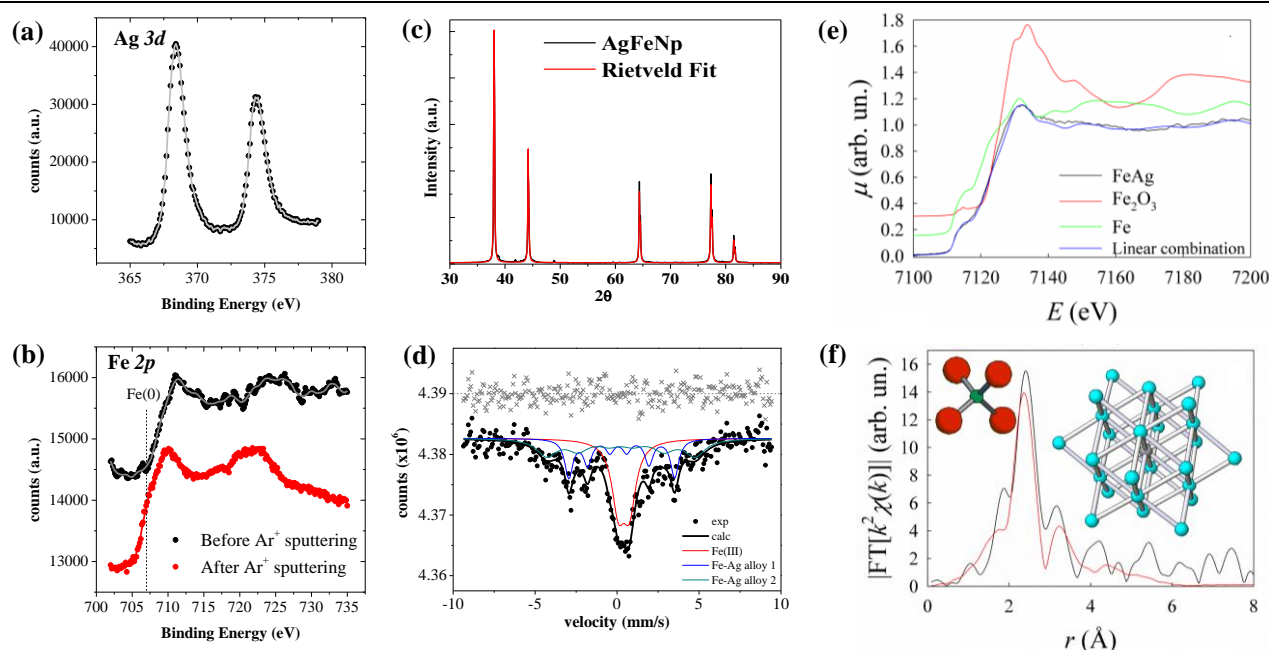 (a)
Ag 3d
40000
30000
20000
10000
counts (a.u.)
365
370
375
380
Binding Energy (eV)
(b)
Fe 2p
Fe(0)
16000
15000
14000
13000
counts (a.u.)
Before Ar⁺ sputtering
After Ar⁺ sputtering
700
705
710
715
720
725
730
735
Binding Energy (eV)
(c)
AgFeNp
Rietveld Fit
Intensity (a.u.)
30
40
50
60
70
80
90
2θ
(d)
4.39
4.38
4.37
4.36
counts (x10⁶)
exp
calc
Fe(III)
Fe-Ag alloy 1
Fe-Ag alloy 2
-10
-5
0
5
10
velocity (mm/s)
(e)
1.8
1.6
1.4
1.2
1.0
0.8
0.6
0.4
0.2
0.0
μ (arb. un.)
FeAg
Fe₂O₃
Fe
Linear combination
7100
7120
7140
7160
7180
7200
E (eV)
(f)
16
14
12
10
8
6
4
2
0
|FT[k²χ(k)]| (arb. un.)
0
2
4
6
8
r (Å)